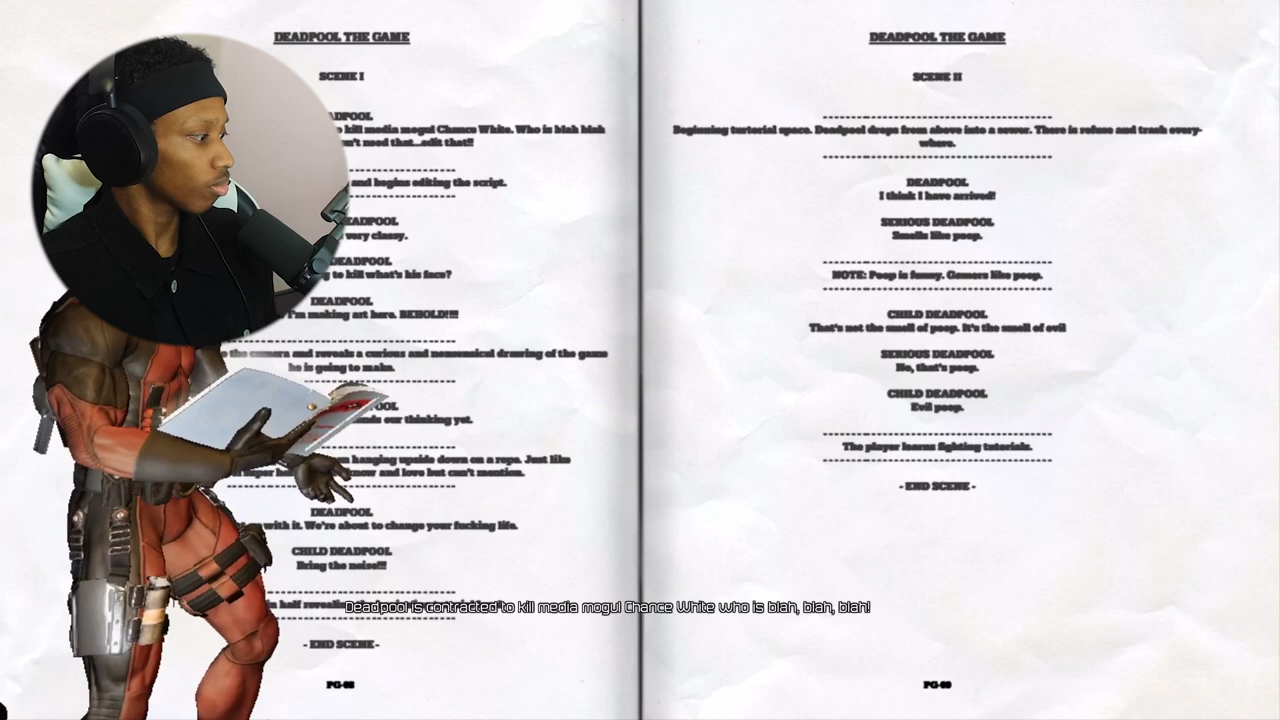 DEADPOOL THE GAME
SCENE I
DPOOL
kill media mogul Chance White. Who is blah blah
n't need that...edit that!!
and begins editing the script.
EADPOOL
very classy.
DEADPOOL
to kill what's his face?
DEADPOOL
I'm making art here. BEHOLD!!!!
the camera and reveals a curious and nonsensical drawing of the game
he is going to make.
OOL
our thinking yet.
hanging upside down on a rope. Just like
know and love but can't mention.
DEADPOOL
with it. We're about to change your fucking life.
CHILD DEADPOOL
Bring the noise!!!
half
- END SCENE -
PG-02
DEADPOOL THE GAME
SCENE II
Beginning turtorial space. Deadpool drops from above into a sewer. There is refuse and trash every-
where.
DEADPOOL
I think I have arrived!
SERIOUS DEADPOOL
Smells like poop.
NOTE: Poop is funny. Gamers like poop.
CHILD DEADPOOL
That's not the smell of poop. It's the smell of evil
SERIOUS DEADPOOL
No, that's poop.
CHILD DEADPOOL
Evil poop.
The player learns fighting tutorials.
- END SCENE -
Deadpool is contracted to kill media mogul Chance White who is blah, blah, blah!